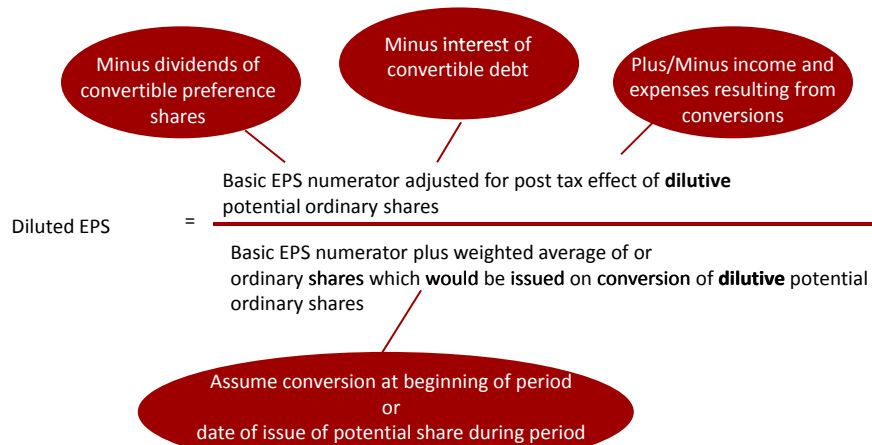 Minus dividends of
convertible preference
shares
Minus interest of
convertible debt
Plus/Minus income and
expenses resulting from
conversions
Diluted EPS
=
Basic EPS numerator adjusted for post tax effect of dilutive
potential ordinary shares
Basic EPS numerator plus weighted average of or
ordinary shares which would be issued on conversion of dilutive potential
ordinary shares
Assume conversion at beginning of period
or
date of issue of potential share during period